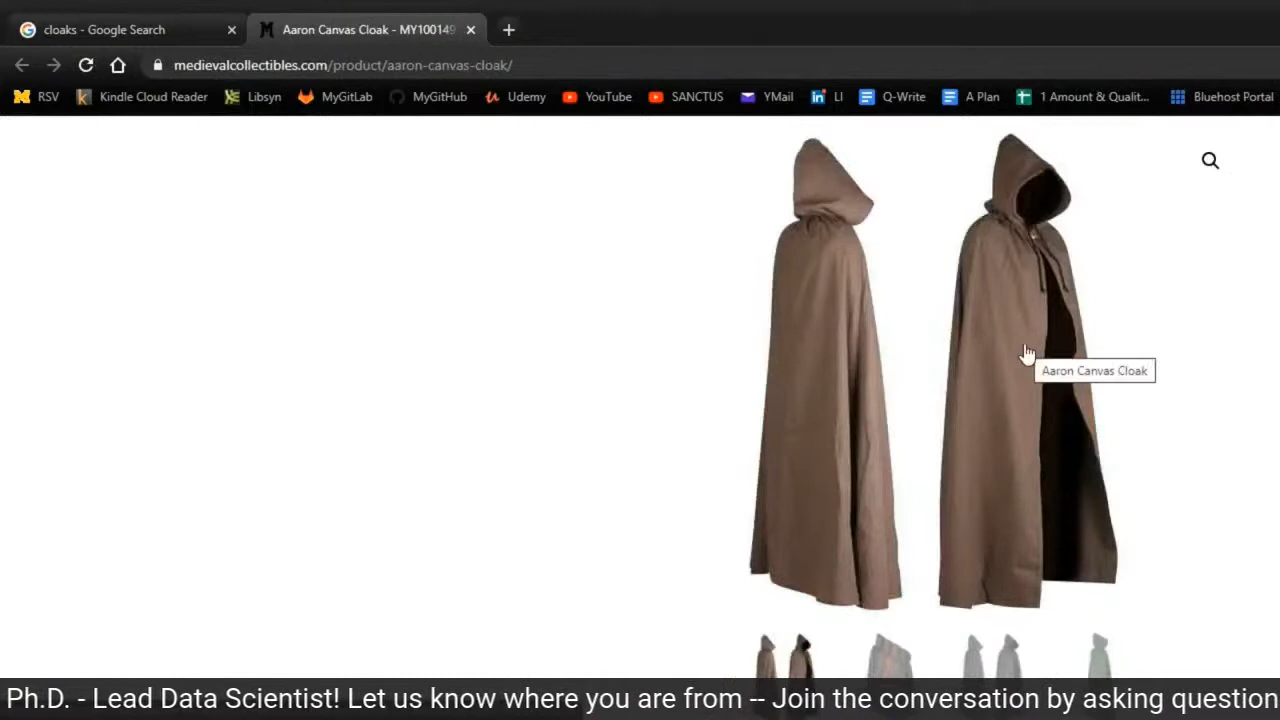 cloaks - Google Search
Aaron Canvas Cloak - MY100149
medievalcollectibles.com/product/aaron-canvas-cloak/
RSV Kindle Cloud Reader Libsyn MyGitLab MyGitHub Udemy YouTube SANCTUS YMail LI Q-Write A Plan 1 Amount & Qualit... Bluehost Portal
Aaron Canvas Cloak
Ph.D. - Lead Data Scientist! Let us know where you are from -- Join the conversation by asking question